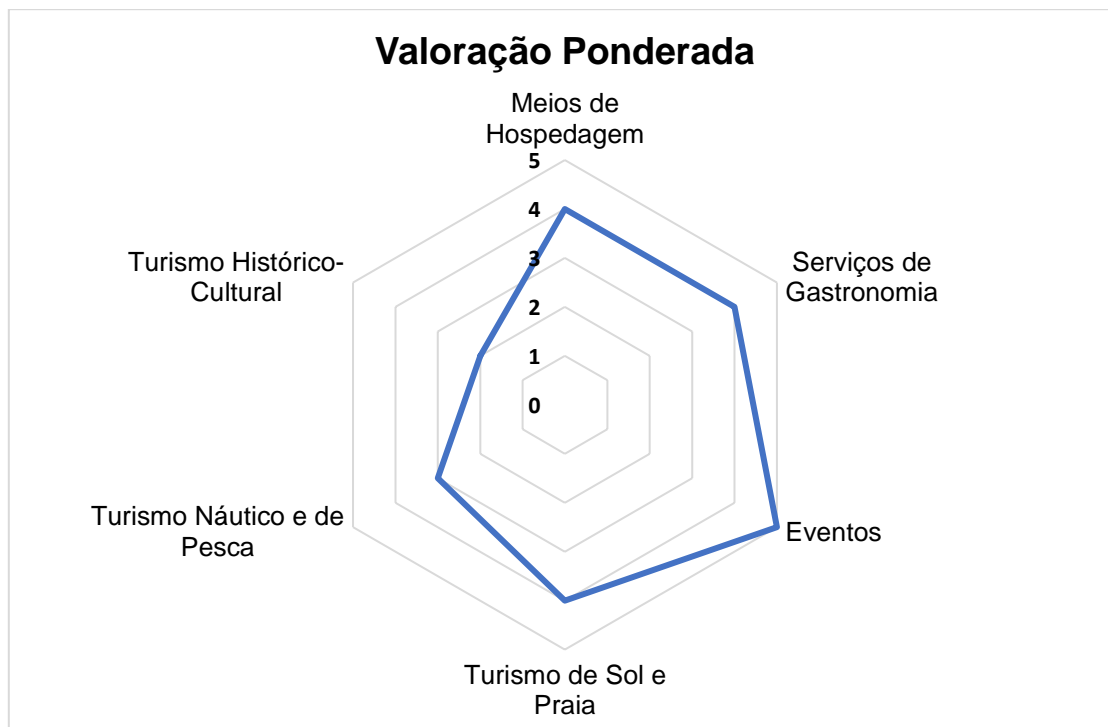 Valoração Ponderada
Meios de
Hospedagem
5
4
3
2
1
0
Serviços de
Gastronomia
Eventos
Turismo de Sol e
Praia
Turismo Náutico e de
Pesca
Turismo Histórico-
Cultural